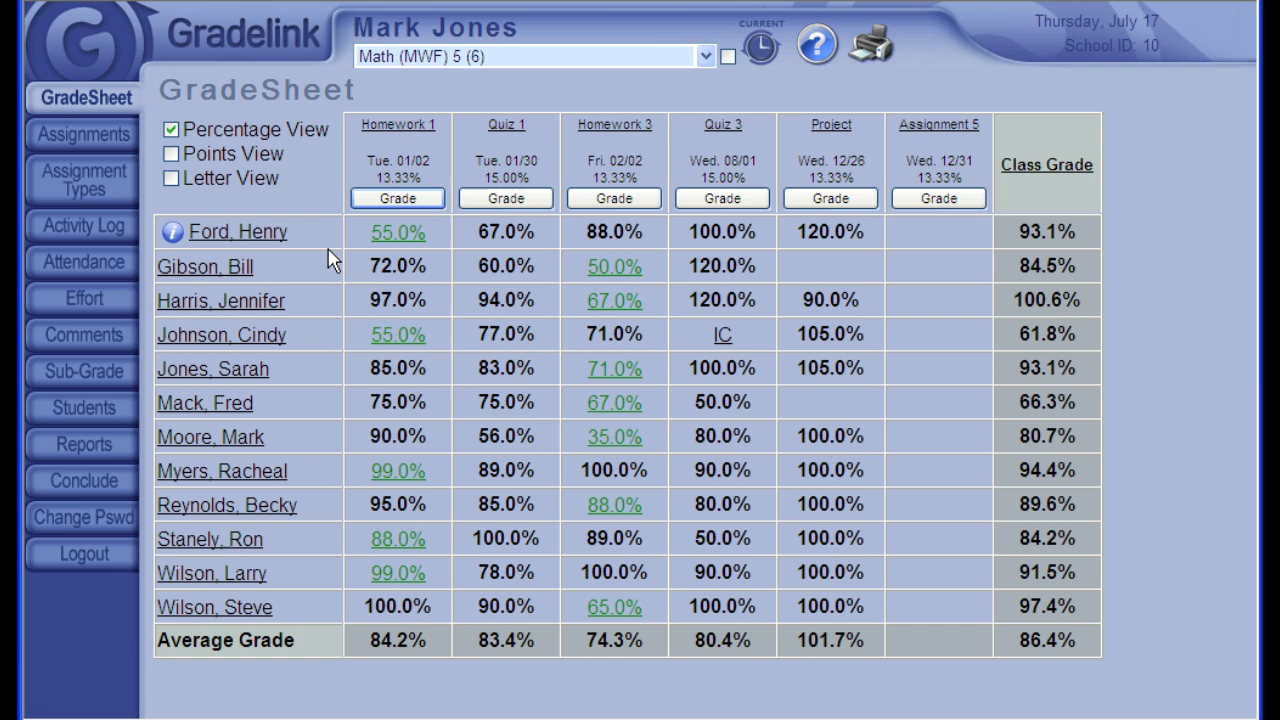 Gradelink
Mark Jones
Math (MWF) 5 (6)
CURRENT
?
Thursday, July 17
School ID: 10
GradeSheet
GradeSheet
Assignments
Assignment
Types
Activity Log
Attendance
Effort
Comments
Sub-Grade
Students
Reports
Conclude
Change Pswd
Logout
Percentage View
Points View
Letter View
Homework 1 Quiz 1 Homework 3 Quiz 3 Project Assignment 5 Class Grade
Tue. 01/02 Tue. 01/30 Fri. 02/02 Wed. 08/01 Wed. 12/26 Wed. 12/31
13.33% 15.00% 13.33% 15.00% 13.33% 13.33%
Grade Grade Grade Grade Grade Grade
i Ford, Henry 55.0% 67.0% 88.0% 100.0% 120.0% 93.1%
Gibson, Bill 72.0% 60.0% 50.0% 120.0% 84.5%
Harris, Jennifer 97.0% 94.0% 67.0% 120.0% 90.0% 100.6%
Johnson, Cindy 55.0% 77.0% 71.0% IC 105.0% 61.8%
Jones, Sarah 85.0% 83.0% 71.0% 100.0% 105.0% 93.1%
Mack, Fred 75.0% 75.0% 67.0% 50.0% 66.3%
Moore, Mark 90.0% 56.0% 35.0% 80.0% 100.0% 80.7%
Myers, Racheal 99.0% 89.0% 100.0% 90.0% 100.0% 94.4%
Reynolds, Becky 95.0% 85.0% 88.0% 80.0% 100.0% 89.6%
Stanely, Ron 88.0% 100.0% 89.0% 50.0% 100.0% 84.2%
Wilson, Larry 99.0% 78.0% 100.0% 90.0% 100.0% 91.5%
Wilson, Steve 100.0% 90.0% 65.0% 100.0% 100.0% 97.4%
Average Grade 84.2% 83.4% 74.3% 80.4% 101.7% 86.4%